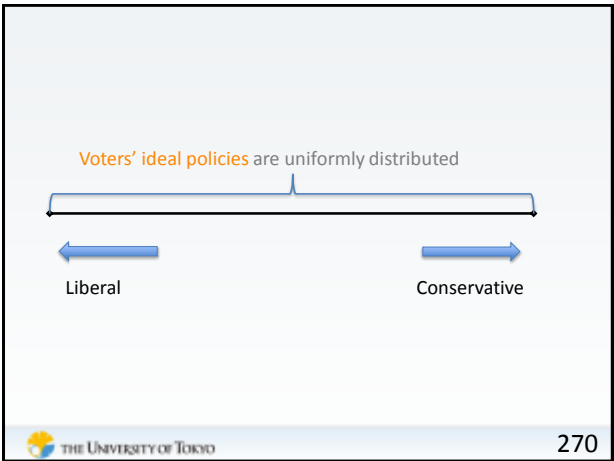 Voters’ ideal policies are uniformly distributed
Liberal
Conservative
THE UNIVERSITY OF TOKYO
270